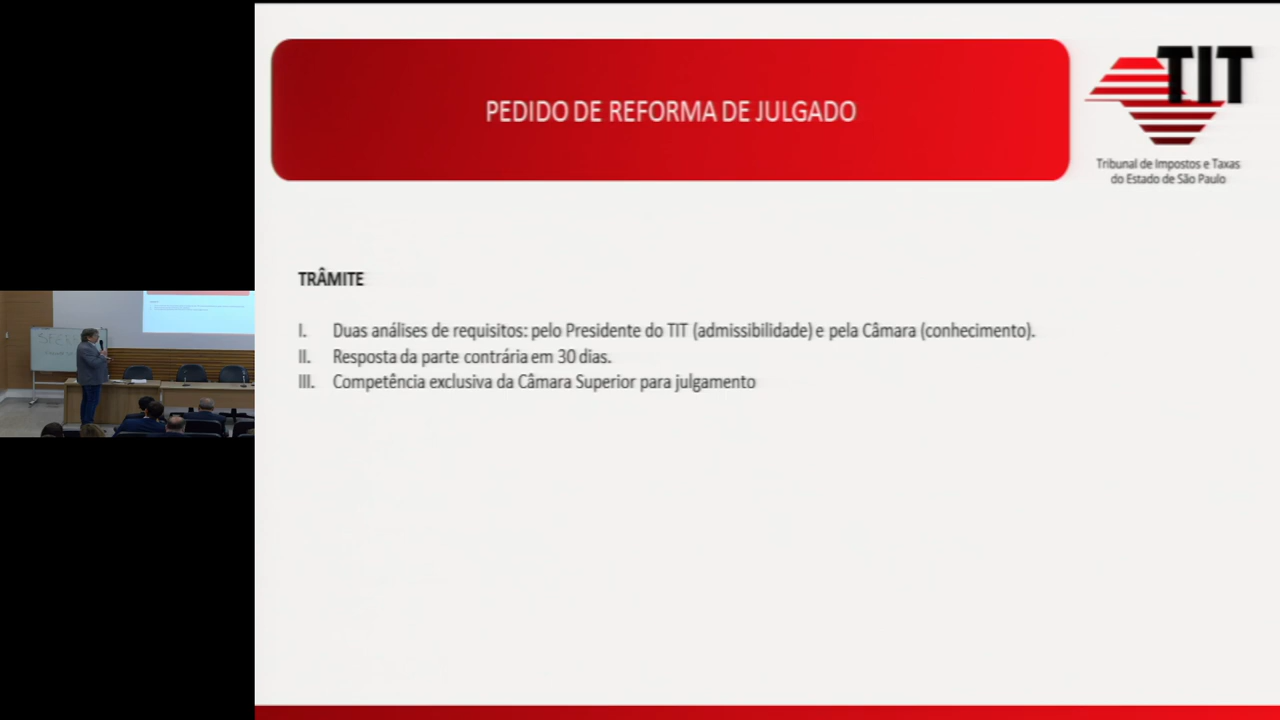 PEDIDO DE REFORMA DE JULGADO
TIT
Tribunal de Impostos e Taxas
do Estado de São Paulo
TRÂMITE
I. Duas análises de requisitos: pelo Presidente do TIT (admissibilidade) e pela Câmara (conhecimento).
II. Resposta da parte contrária em 30 dias.
III. Competência exclusiva da Câmara Superior para julgamento